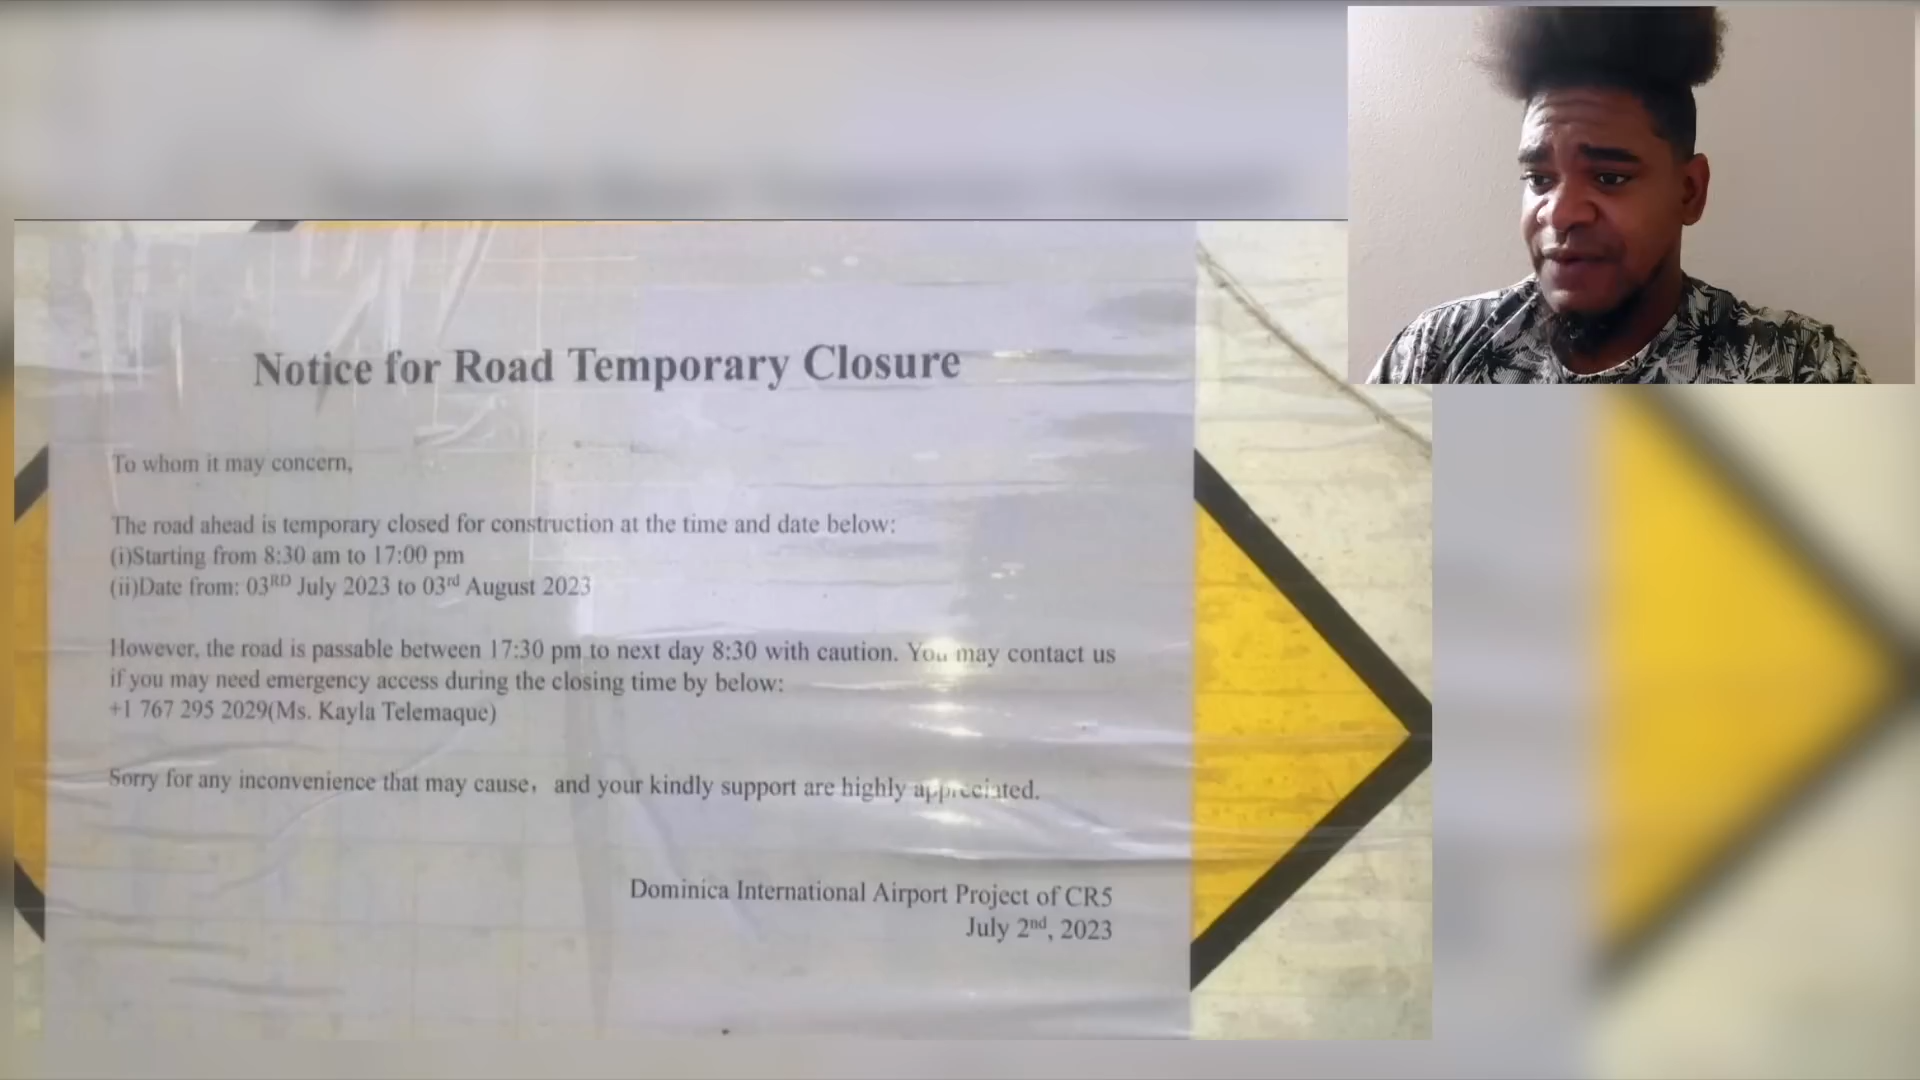 Notice for Road Temporary Closure
To whom it may concern,
The road ahead is temporary closed for construction at the time and date below:
(i)Starting from 8:30 am to 17:00 pm
(ii)Date from: 03RD July 2023 to 03rd August 2023
However, the road is passable between 17:30 pm to next day 8:30 with caution. You may contact us
if you may need emergency access during the closing time by below:
+1 767 295 2029(Ms. Kayla Telemaque)
Sorry for any inconvenience that may cause， and your kindly support are highly appreciated.
Dominica International Airport Project of CR5
July 2nd, 2023